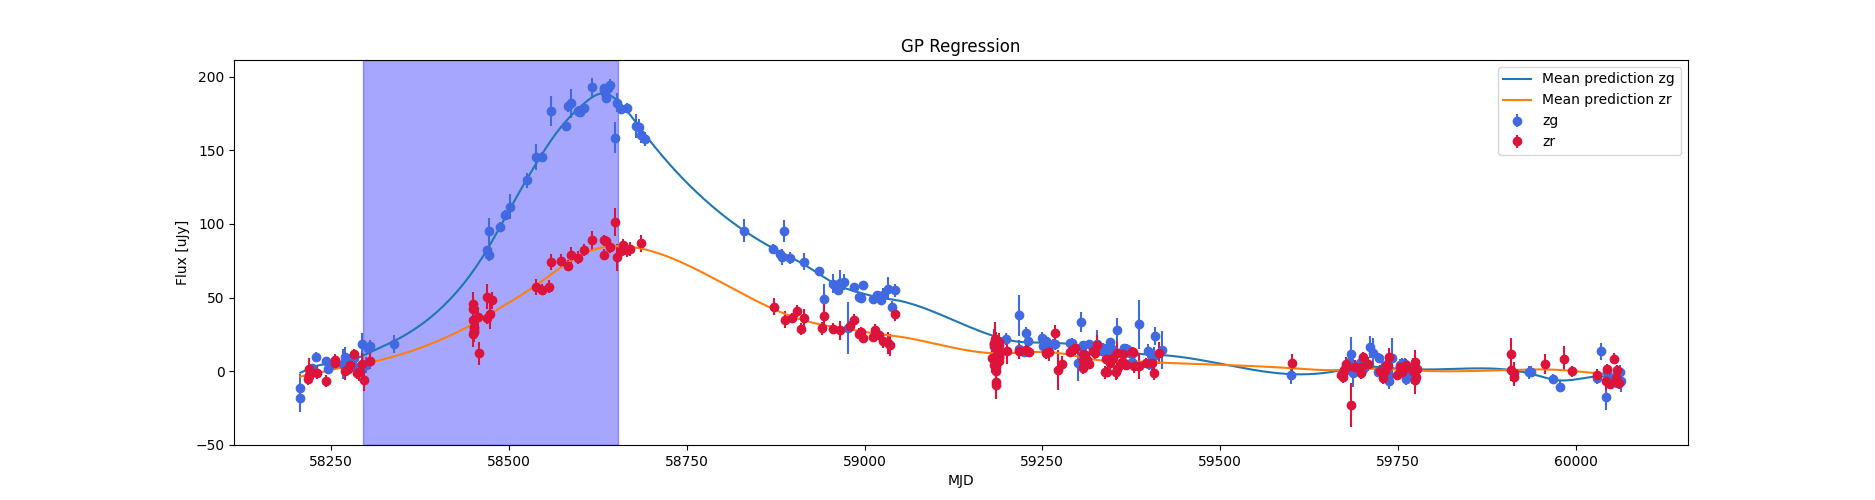 GP Regression
Flux [uJy]
200
150
100
50
0
−50
58250
58500
58750
59000
59250
59500
59750
60000
MJD
Mean prediction zg
Mean prediction zr
zg
zr